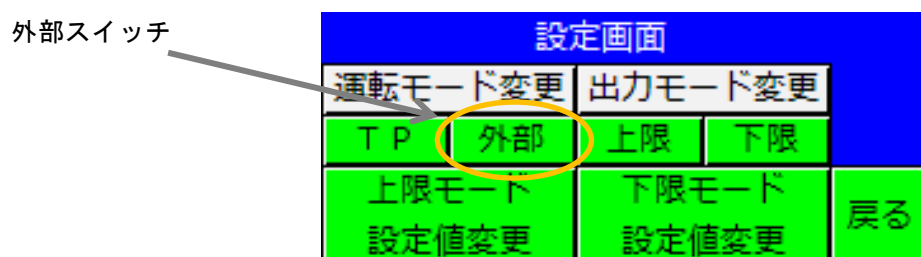 外部スイッチ
設定画面
運転モード変更 出力モード変更
ＴＰ 外部 上限 下限
上限モード 下限モード
設定値変更 設定値変更
戻る